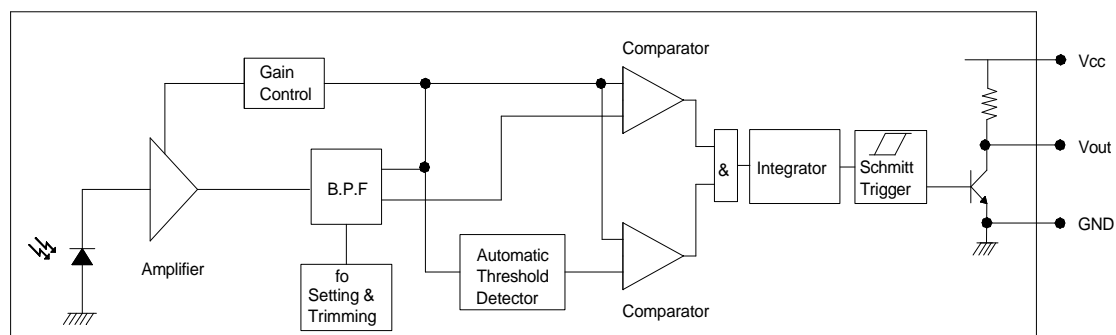 Comparator
Vcc
Gain
Control
Vout
B.P.F
&
Integrator
Schmitt
Trigger
GND
Amplifier
fo
Setting &
Trimming
Automatic
Threshold
Detector
Comparator